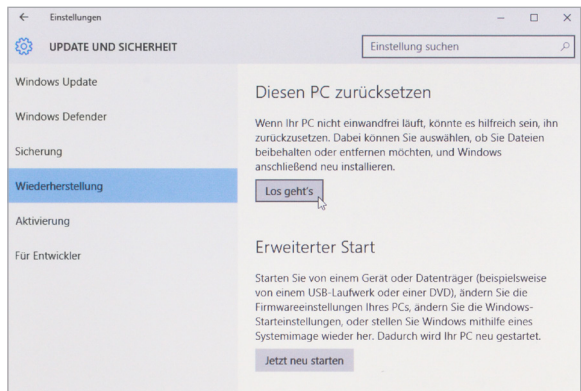 Einstellungen
UPDATE UND SICHERHEIT
Einstellung suchen
Windows Update
Windows Defender
Sicherung
Wiederherstellung
Aktivierung
Für Entwickler
Diesen PC zurücksetzen
Wenn Ihr PC nicht einwandfrei läuft, könnte es hilfreich sein, ihn
zurückzusetzen. Dabei können Sie auswählen, ob Sie Dateien
beibehalten oder entfernen möchten, und Windows
anschließend neu installieren.
Los geht's
Erweiterter Start
Starten Sie von einem Gerät oder Datenträger (beispielsweise
von einem USB-Laufwerk oder einer DVD), ändern Sie die
Firmwareeinstellungen Ihres PCs, ändern Sie die Windows-
Starteinstellungen, oder stellen Sie Windows mithilfe eines
Systemimage wieder her. Dadurch wird Ihr PC neu gestartet.
Jetzt neu starten